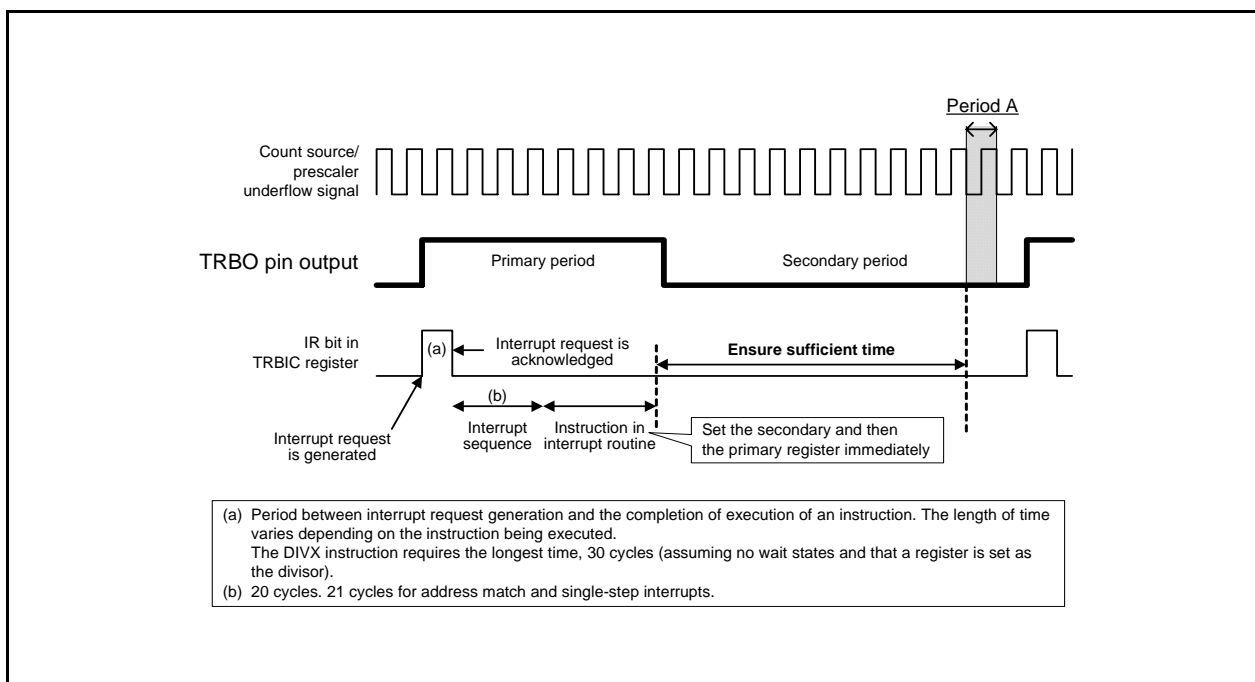 Period A
Count source/
prescaler
underflow signal
TRBO pin output
Primary period
Secondary period
IR bit in
TRBIC register
(a)
Interrupt request is
acknowledged
Ensure sufficient time
(b)
Interrupt
sequence
Instruction in
interrupt routine
Set the secondary and then
the primary register immediately
Interrupt request
is generated
(a) Period between interrupt request generation and the completion of execution of an instruction. The length of time
varies depending on the instruction being executed.
The DIVX instruction requires the longest time, 30 cycles (assuming no wait states and that a register is set as
the divisor).
(b) 20 cycles. 21 cycles for address match and single-step interrupts.